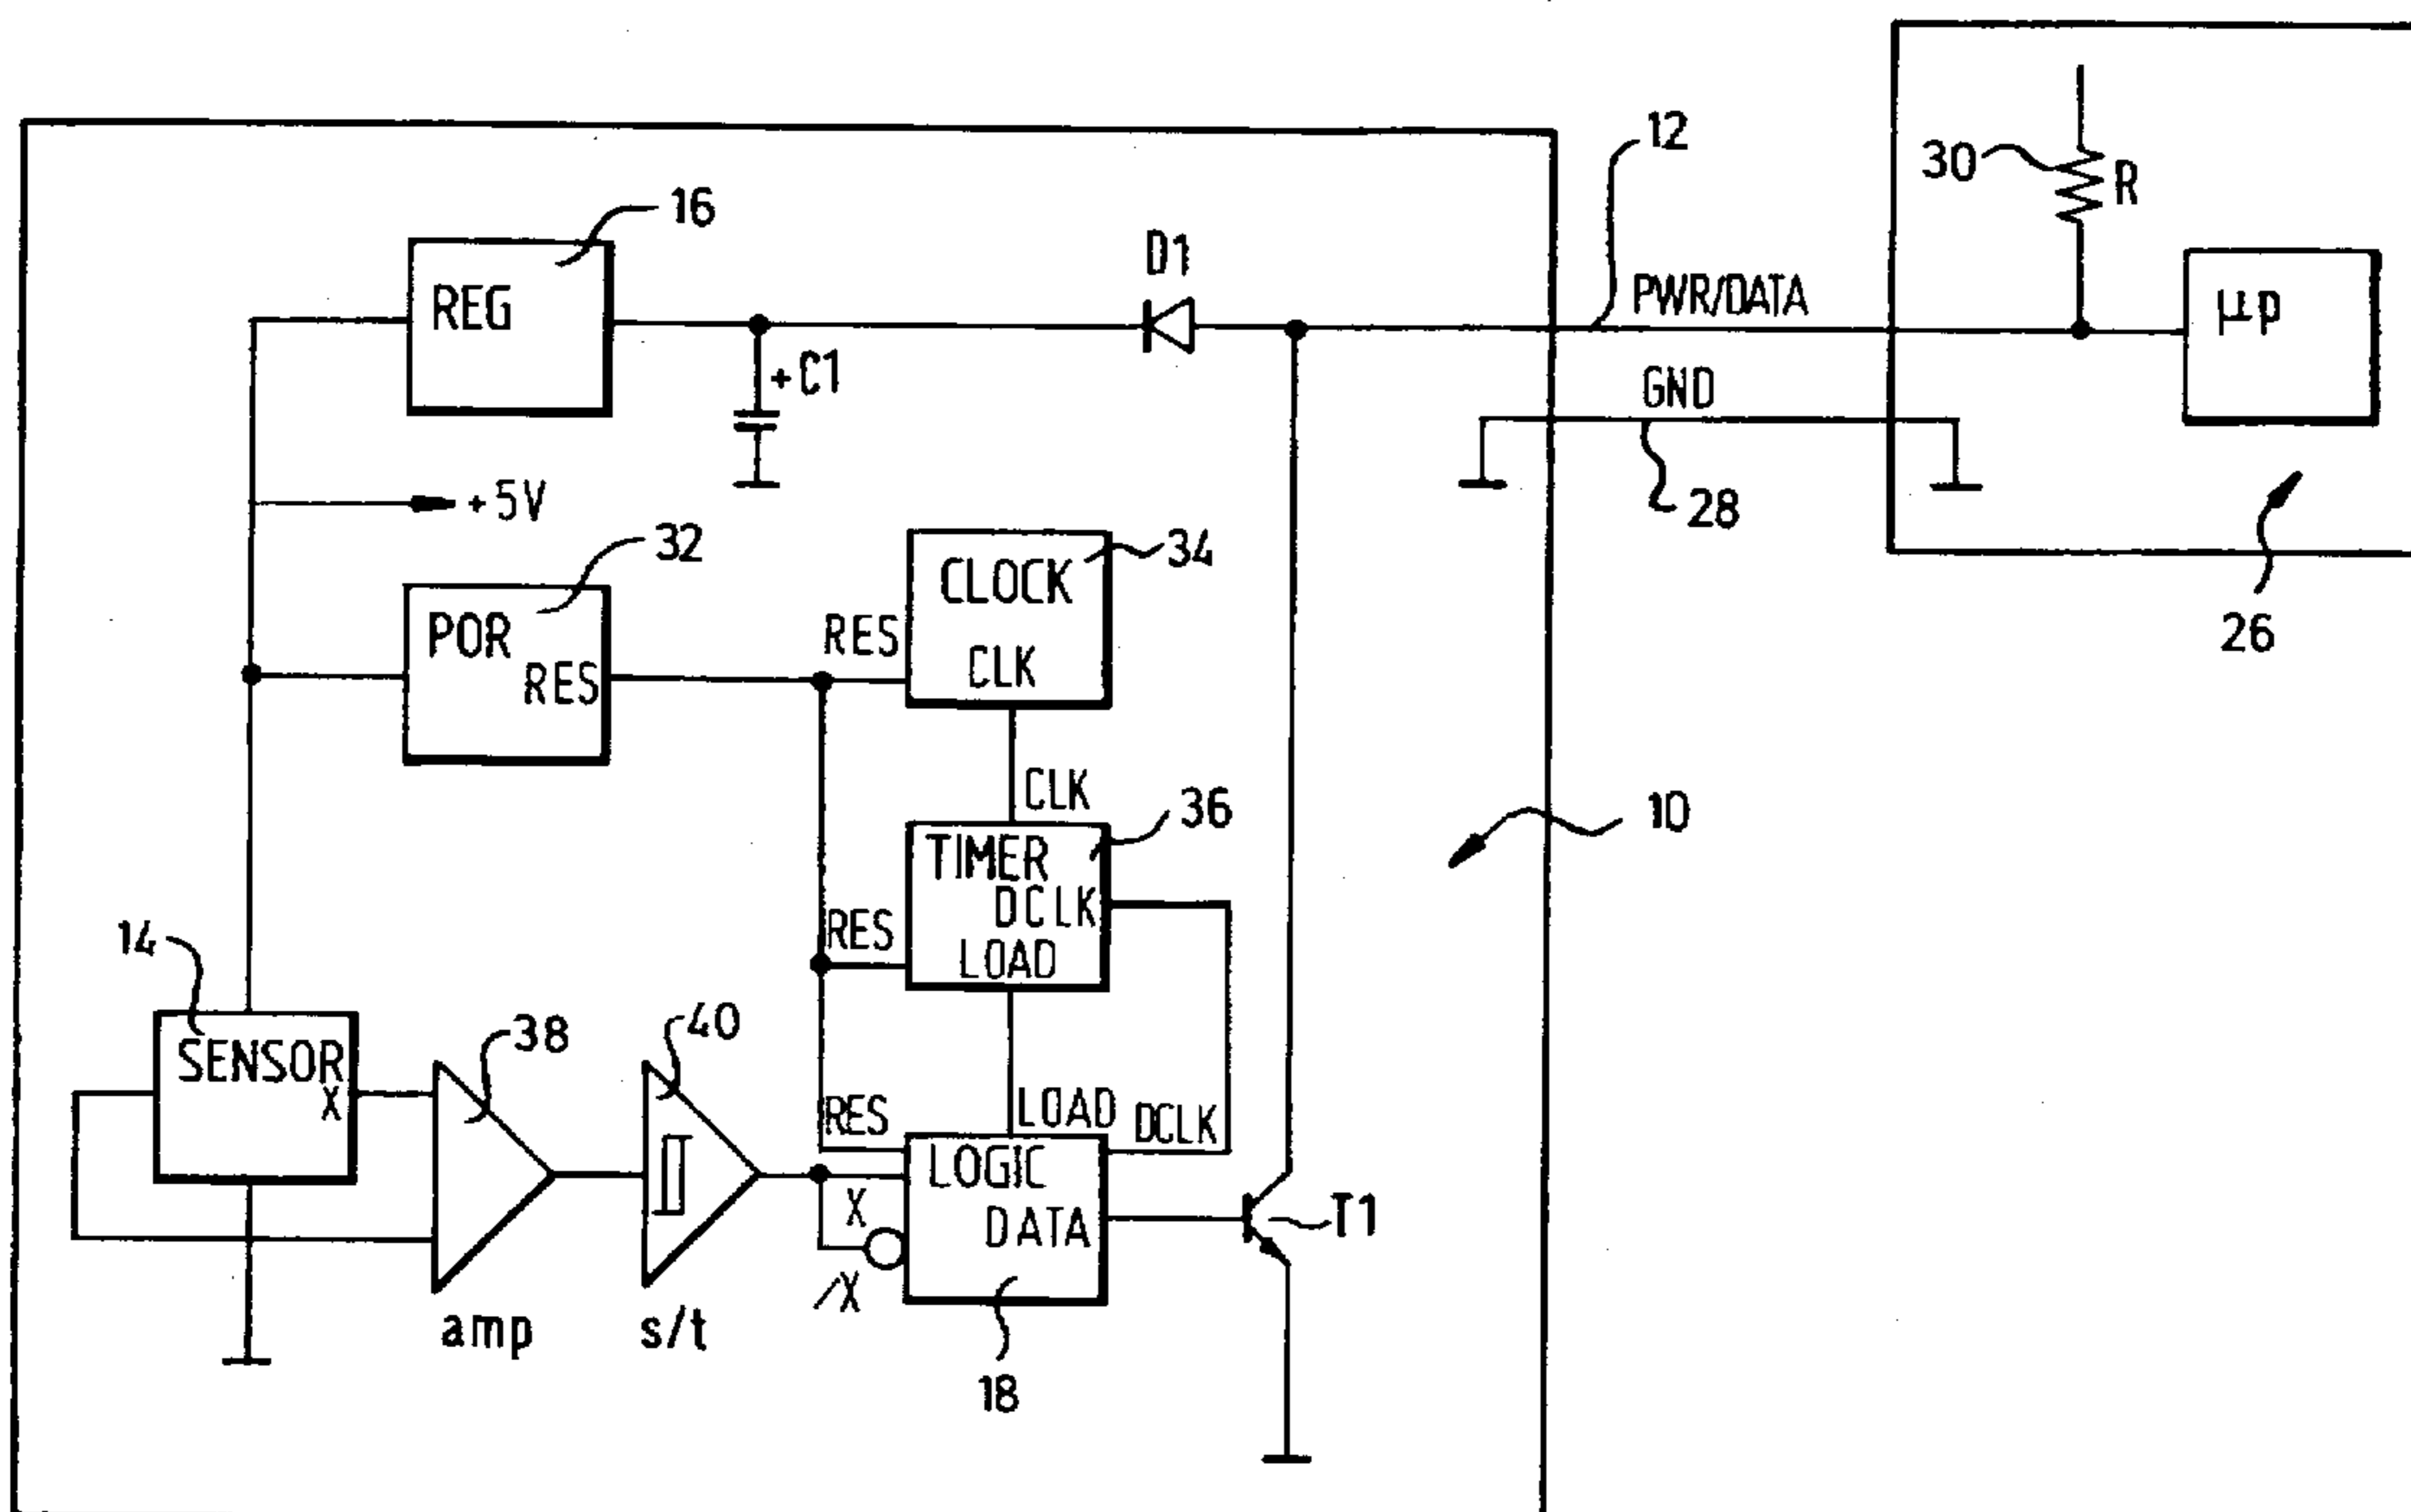 12
30
R
16
REG
D1
PWR/DATA
μp
+C1
GND
+5V
28
32
34
CLOCK
CLK
RES
POR
RES
26
CLK
36
10
TIMER
DCLK
LOAD
RES
14
38
40
SENSOR
X
LOAD
DCLK
RES
LOGIC
DATA
X
T1
/X
amp
s/t
18